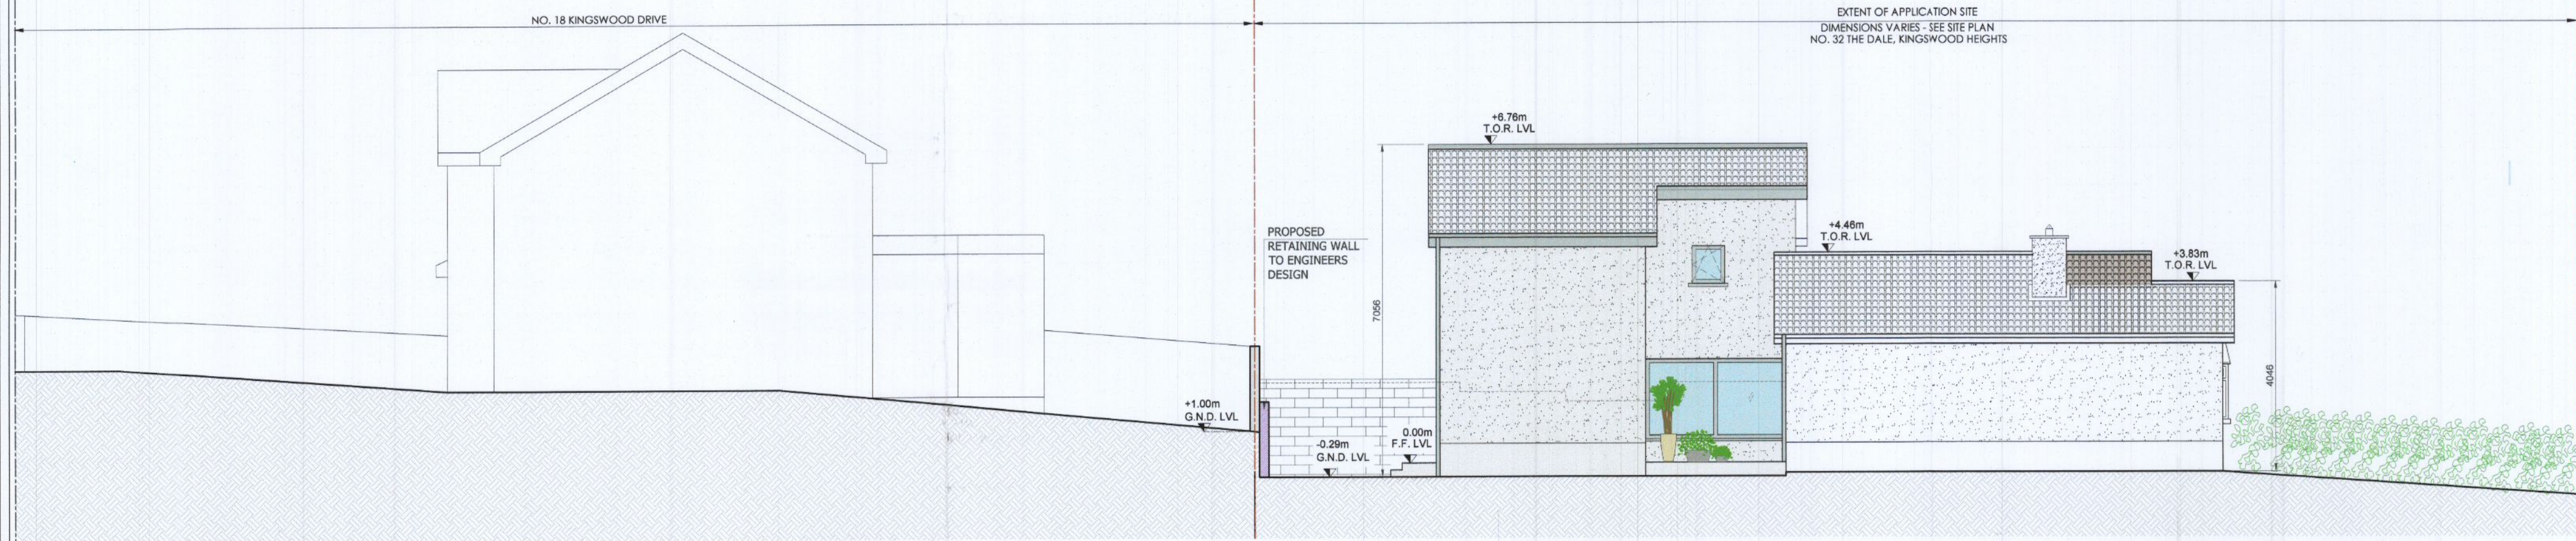 NO. 18 KINGSWOOD DRIVE
EXTENT OF APPLICATION SITE
DIMENSIONS VARIES - SEE SITE PLAN
NO. 32 THE DALE, KINGSWOOD HEIGHTS
+6.76m
T.O.R. LVL
PROPOSED
RETAINING WALL
TO ENGINEERS
DESIGN
7056
+4.46m
T.O.R. LVL
+3.83m
T.O.R. LVL
4046
+1.00m
G.N.D. LVL
-0.29m
G.N.D. LVL
0.00m
F.F. LVL